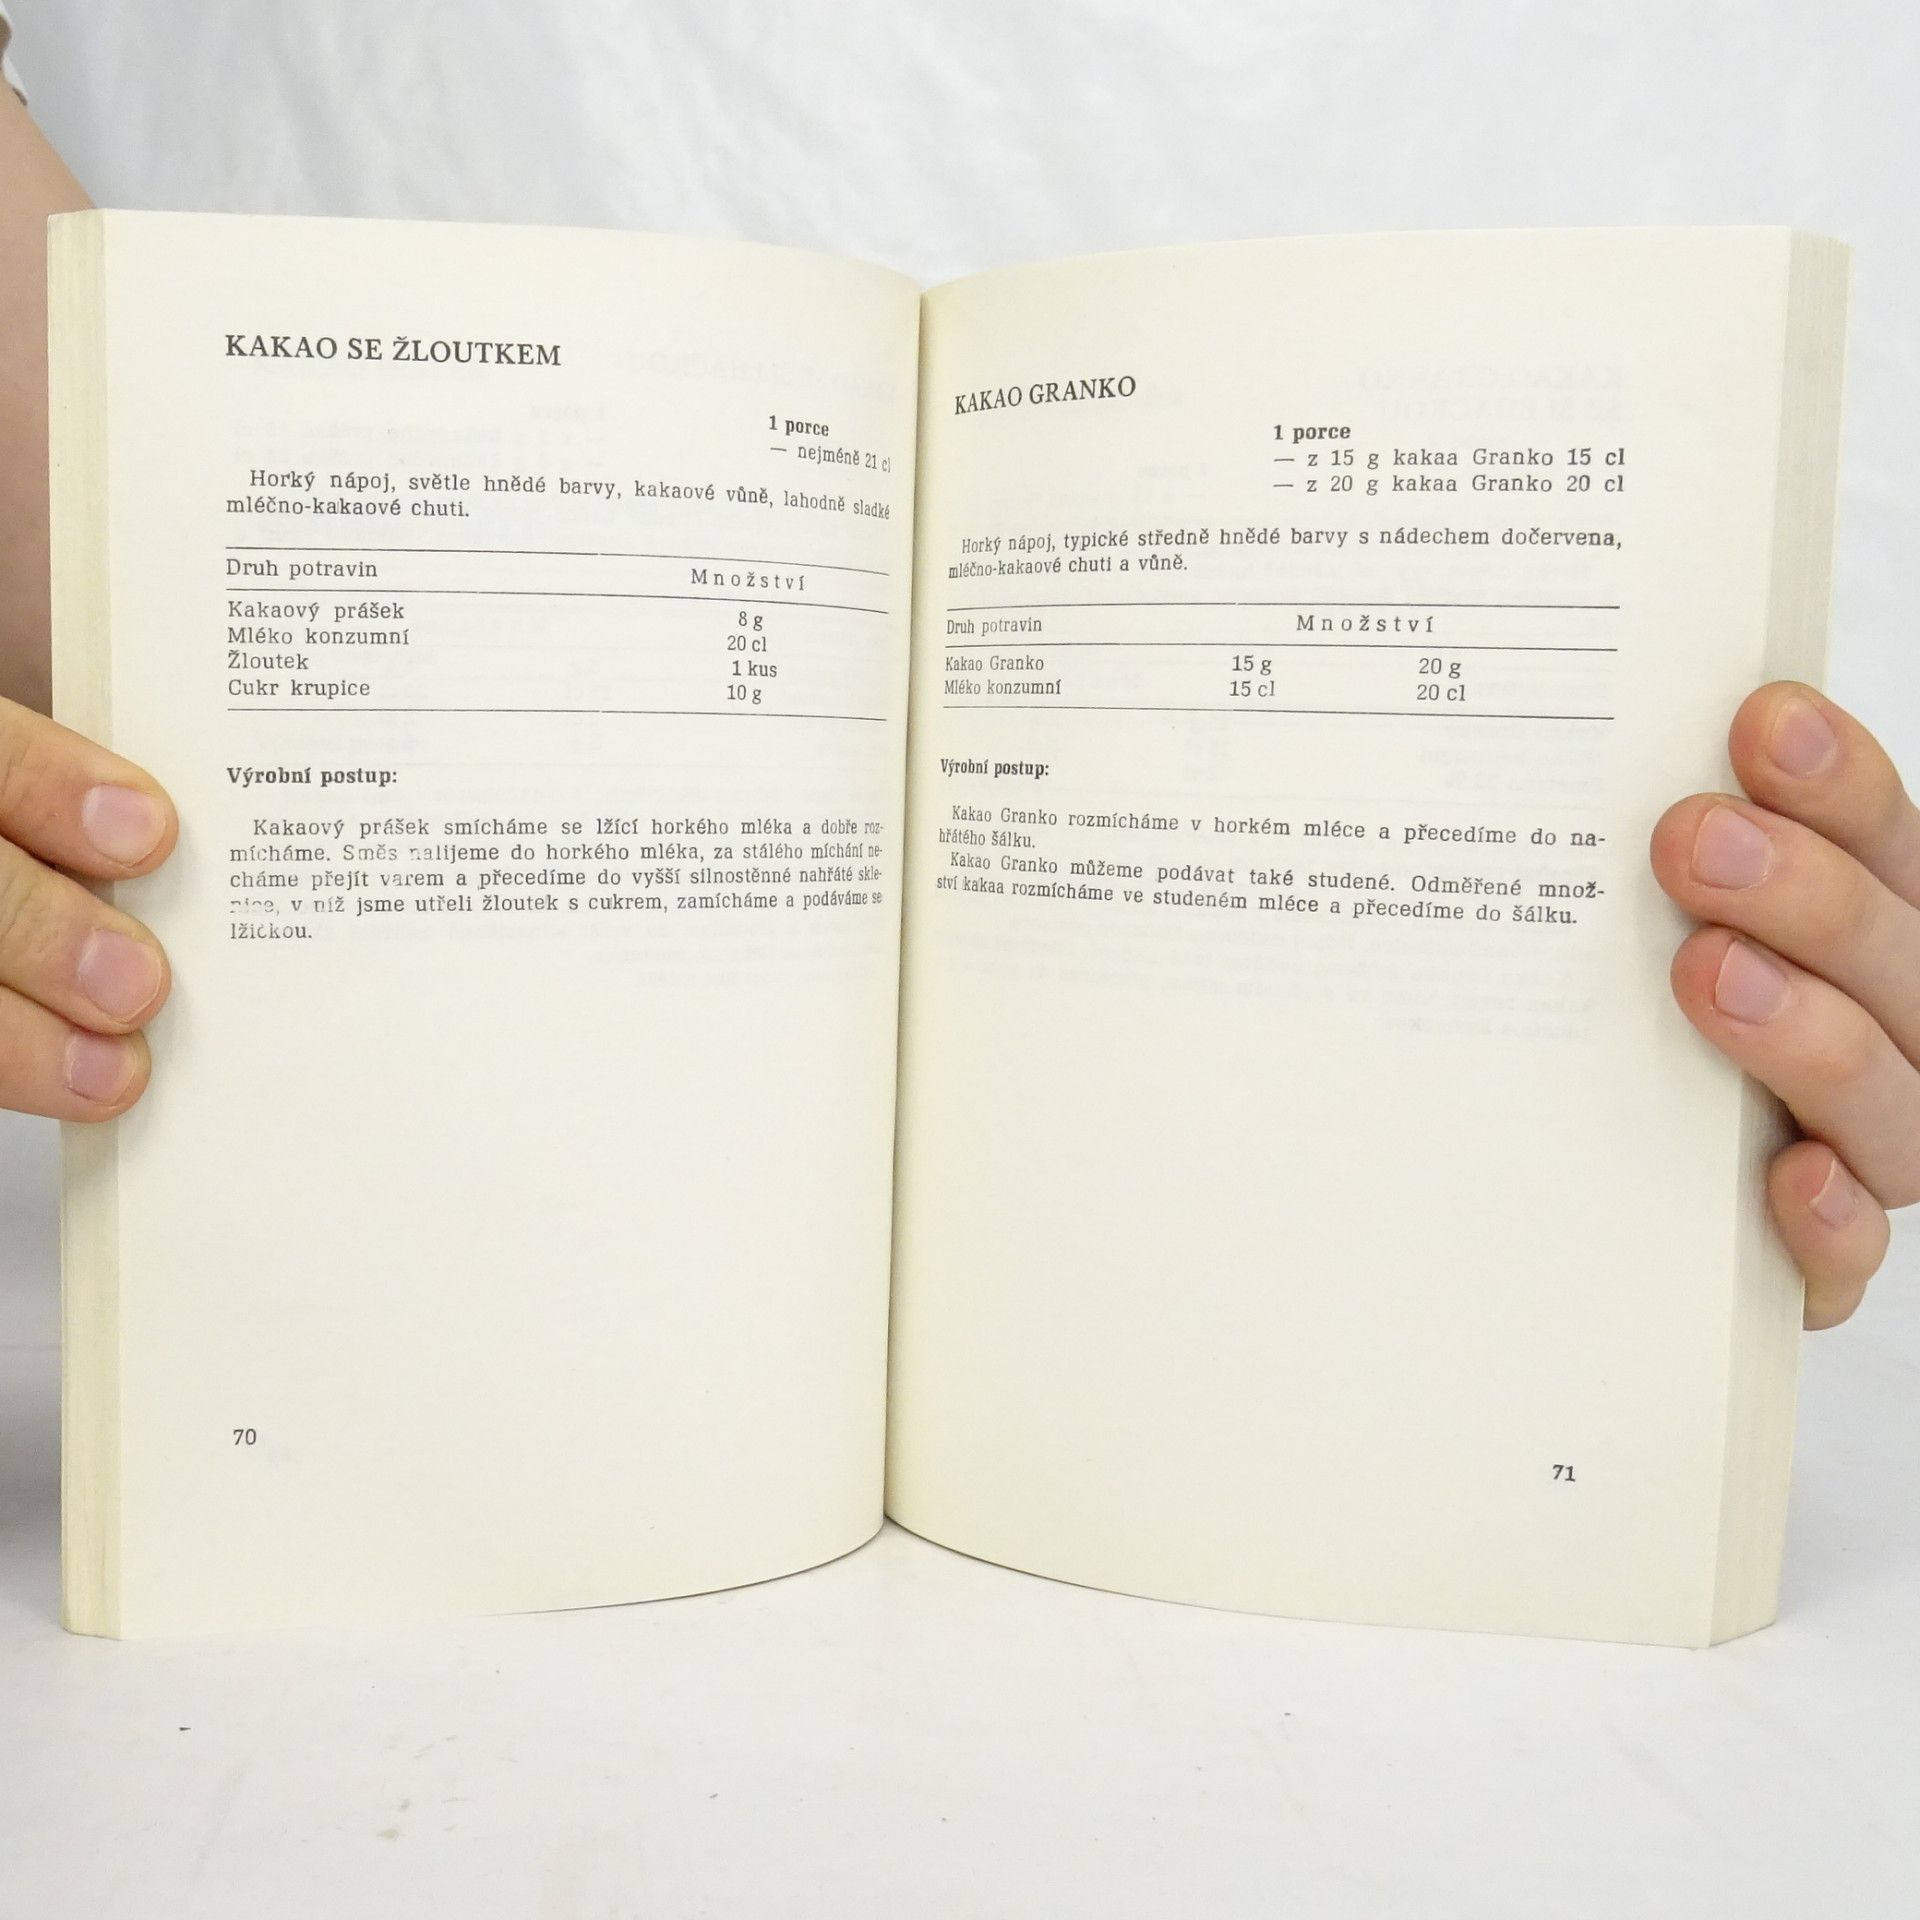 KAKAO SE ŽLOUTKEM
1 porce
— nejméně 21 cl
Horký nápoj, světle hnědé barvy, kakaové vůně, lahodně sladké
mléčno-kakaové chuti.
Druh potravin Množství
Kakaový prášek 8 g
Mléko konzumní 20 cl
Žloutek 1 kus
Cukr krupice 10 g
Výrobní postup:
Kakaový prášek smícháme se lžící horkého mléka a dobře roz-
mícháme. Směs nalijeme do horkého mléka, za stálého míchání ne-
cháme přejít varem a přecedíme do vyšší silnostěnné nahřáté skle-
nice, v níž jsme utřeli žloutek s cukrem, zamícháme a podáváme se
lžičkou.
70
KAKAO GRANKO
1 porce
— z 15 g kakaa Granko 15 cl
— z 20 g kakaa Granko 20 cl
Horký nápoj, typické středně hnědé barvy s nádechem dočervena,
mléčno-kakaové chuti a vůně.
Druh potravin Množství
Kakao Granko 15 g 20 g
Mléko konzumní 15 cl 20 cl
Výrobní postup:
Kakao Granko rozmícháme v horkém mléce a přecedíme do na-
hřátého šálku.
Kakao Granko můžeme podávat také studené. Odměřené množ-
ství kakaa rozmícháme ve studeném mléce a přecedíme do šálku.
71